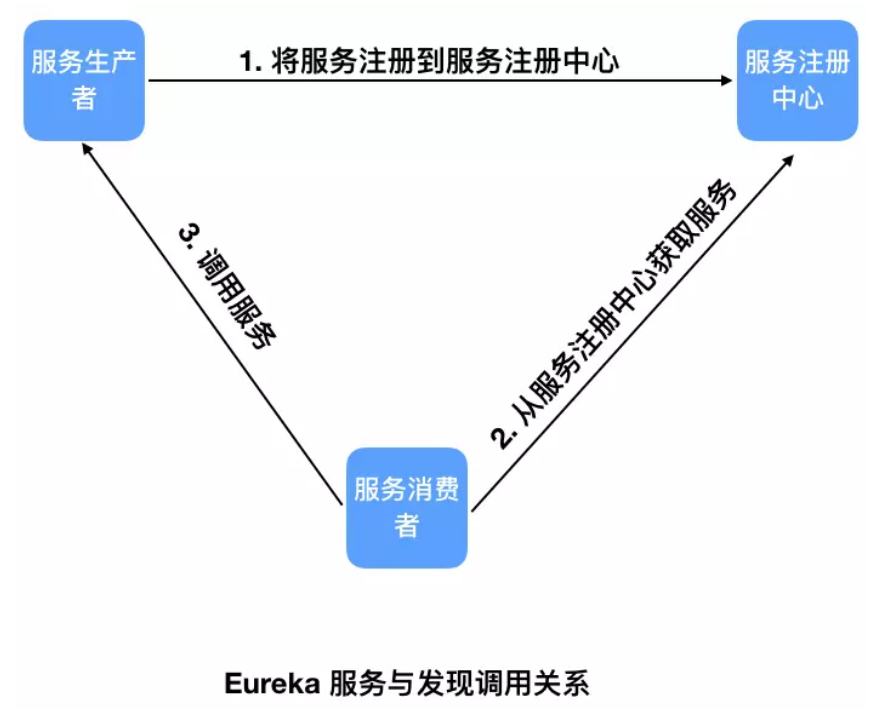 服务生产
者
1. 将服务注册到服务注册中心
服务注册
中心
3. 调用服务
2. 从服务注册中心获取服务
服务消费
者
Eureka 服务与发现调用关系